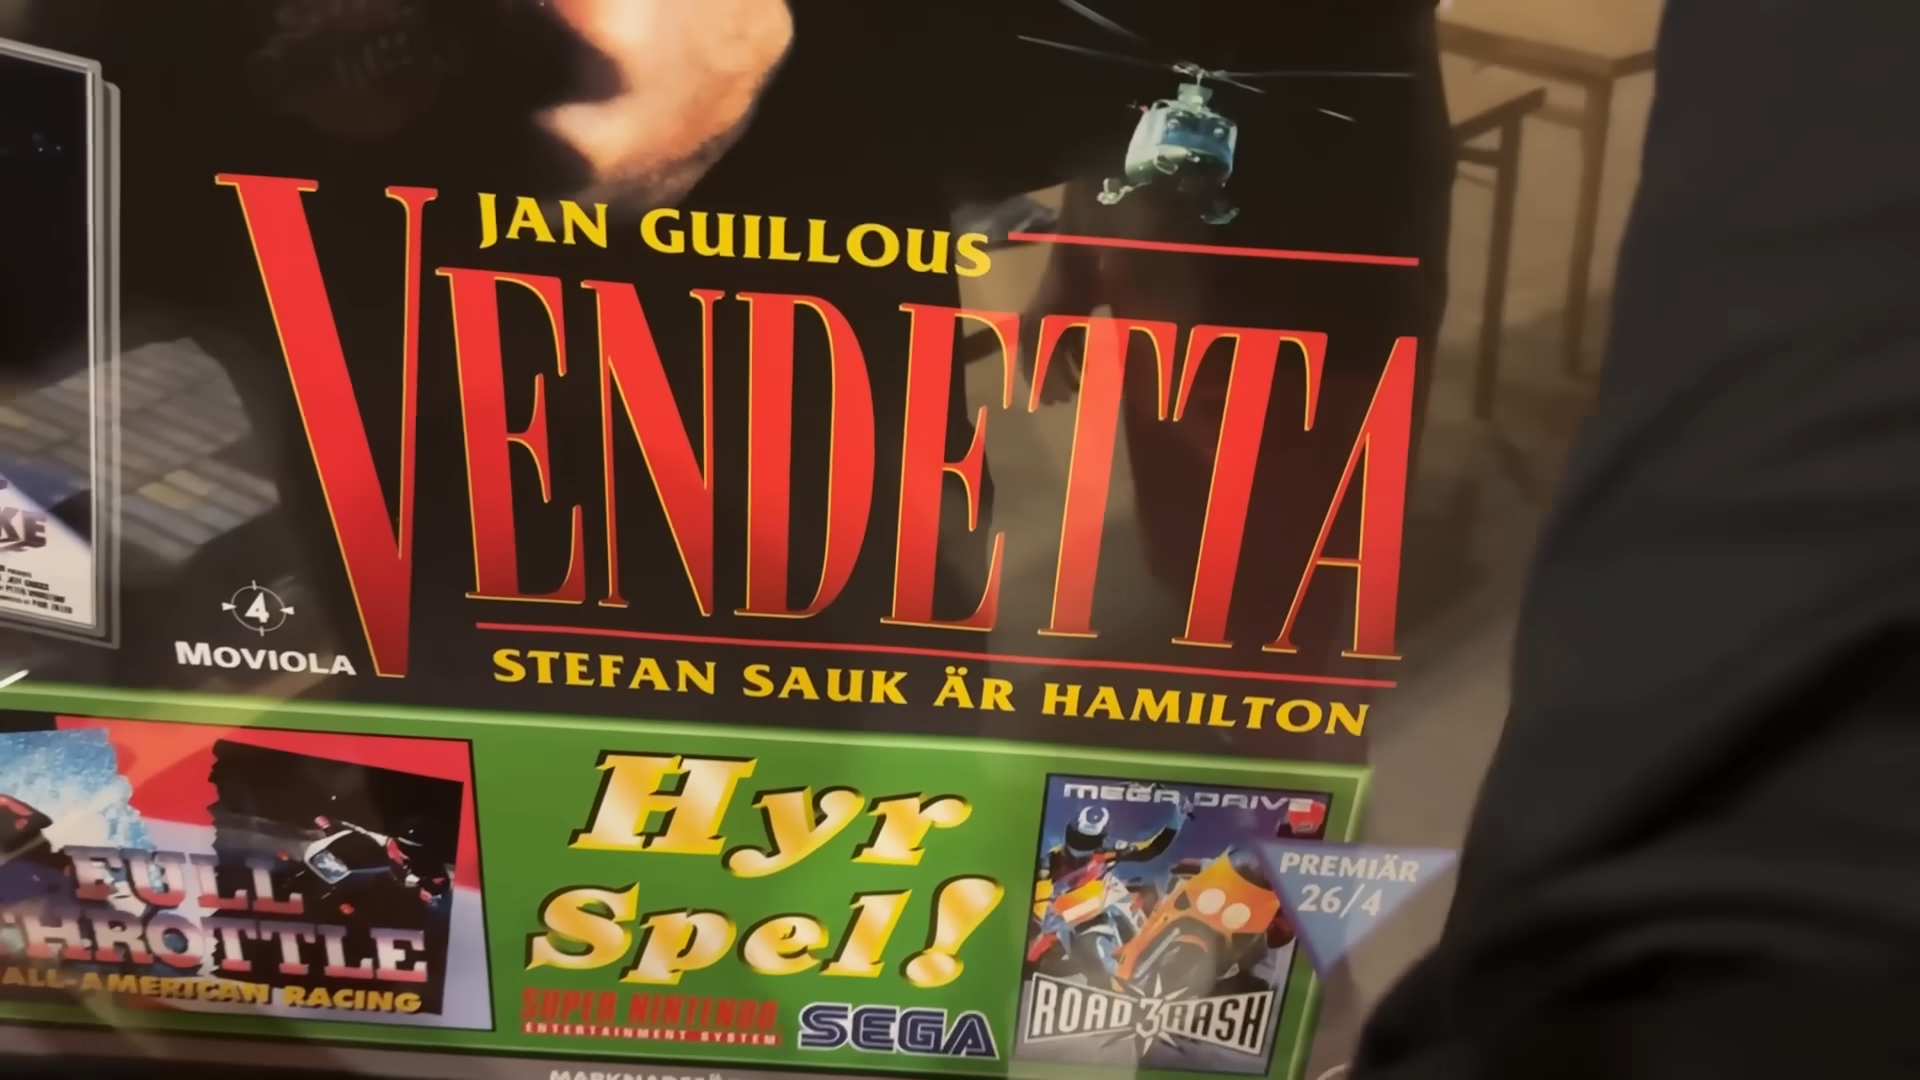 JAN GUILLOUS
VENDETTA
KE
4
MOVIOLA
STEFAN SAUK ÄR HAMILTON
FULL
THROTTLE
ALL-AMERICAN RACING
Hyr
Spel!
SUPER NINTENDO
ENTERTAINMENT SYSTEM
SEGA
MEGA DRIVE
ROAD RASH 3
PREMIÄR
26/4